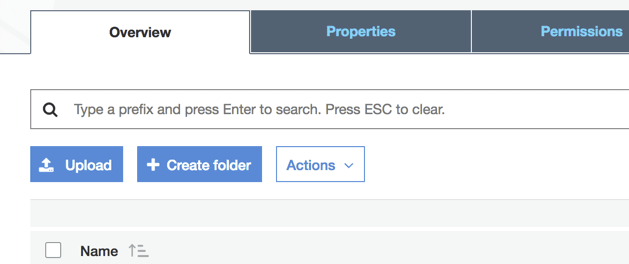 Overview Properties Permissions
Type a prefix and press Enter to search. Press ESC to clear.
Upload Create folder Actions
Name